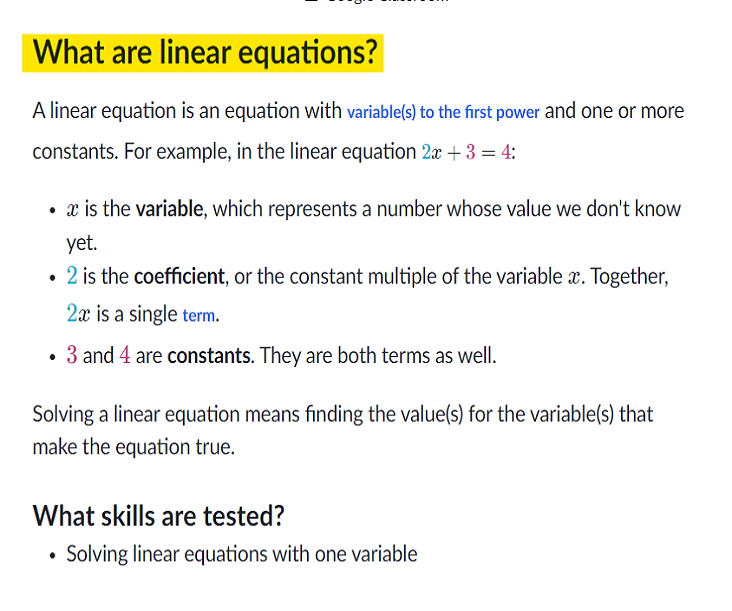 What are linear equations?
A linear equation is an equation with variable(s) to the first power and one or more
constants. For example, in the linear equation 2x + 3 = 4:
• x is the variable, which represents a number whose value we don't know
yet.
• 2 is the coefficient, or the constant multiple of the variable x. Together,
2x is a single term.
• 3 and 4 are constants. They are both terms as well.
Solving a linear equation means finding the value(s) for the variable(s) that
make the equation true.
What skills are tested?
• Solving linear equations with one variable